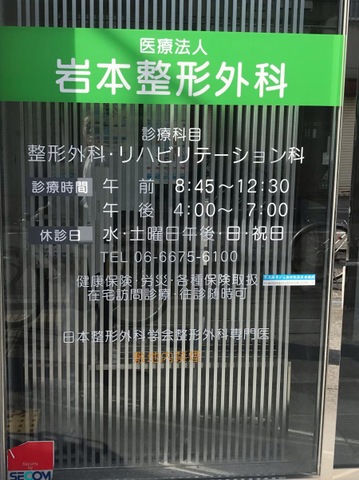 医療法人
岩本整形外科
診療科目
整形外科・リハビリテーション科
診療時間 午前 8:45～12:30
午後 4:00～ 7:00
休診日 水・土曜日午後・日・祝日
TEL 06-6675-6100
健康保険・労災・各種保険取扱
在宅訪問診療・往診随時可
日本整形外科学会整形外科専門医
SECOM